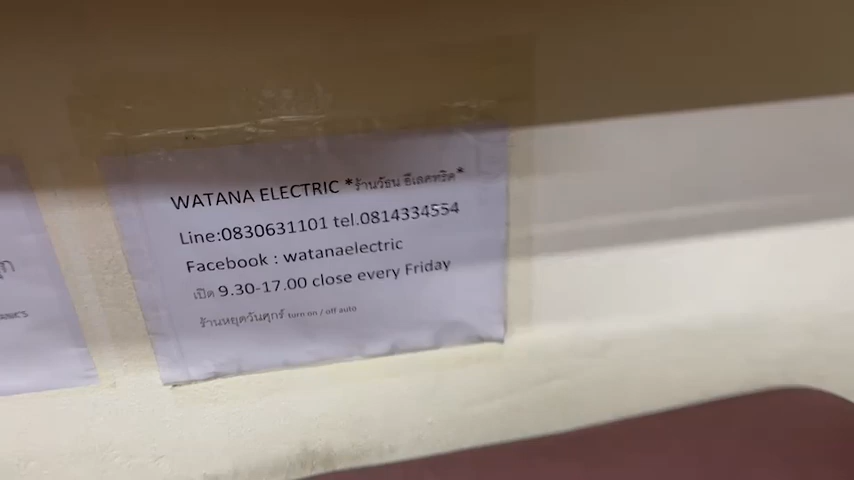 WATANA ELECTRIC *ร้านวัธน อีเลคทริค*
Line:0830631101 tel.0814334554
Facebook : watanaelectric
เปิด 9.30-17.00 close every Friday
ร้านหยุดวันศุกร์ turn on / off auto